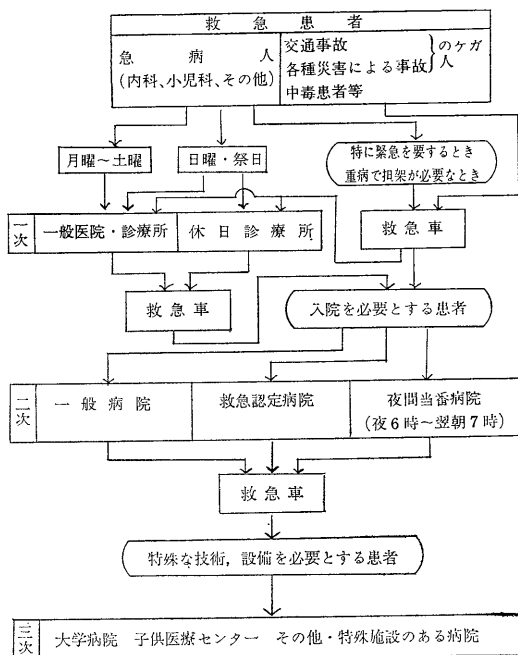 救急患者
急病人
(内科、小児科、その他)
交通事故
各種災害による事故
中毒患者等
のケガ人
月曜〜土曜
日曜・祭日
特に緊急を要するとき
重病で担架が必要なとき
一次
一般医院・診療所
休日診療所
救急車
救急車
入院を必要とする患者
二次
一般病院
救急認定病院
夜間当番病院
(夜6時〜翌朝7時)
救急車
特殊な技術，設備を必要とする患者
三次
大学病院 子供医療センター その他・特殊施設のある病院